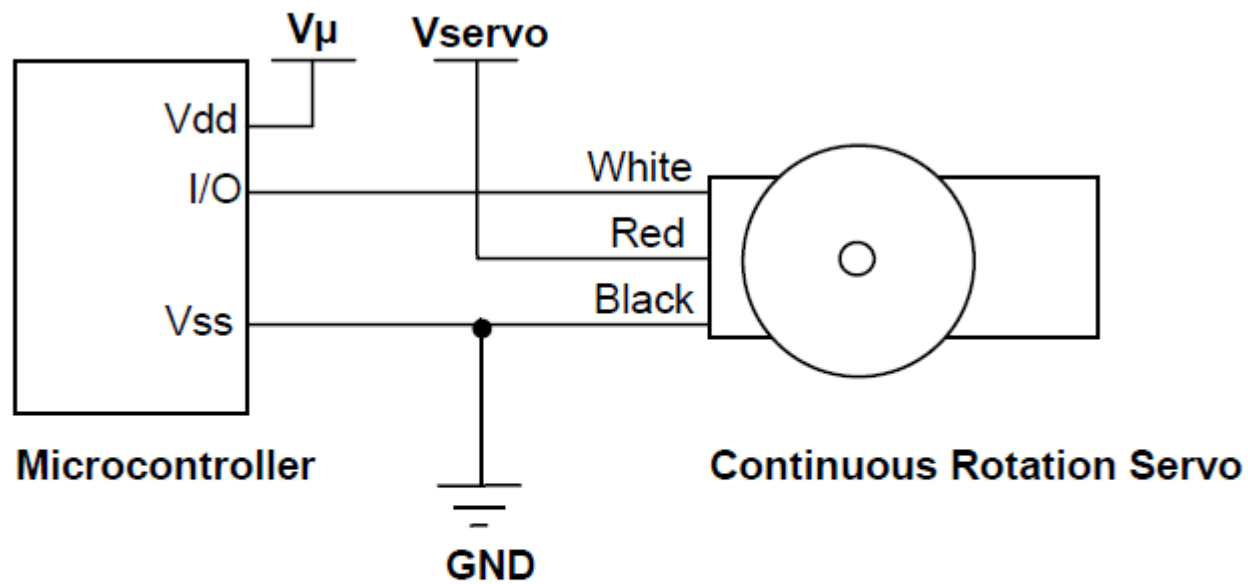 Vµ
Vservo
Vdd
I/O
Vss
White
Red
Black
Microcontroller
Continuous Rotation Servo
GND